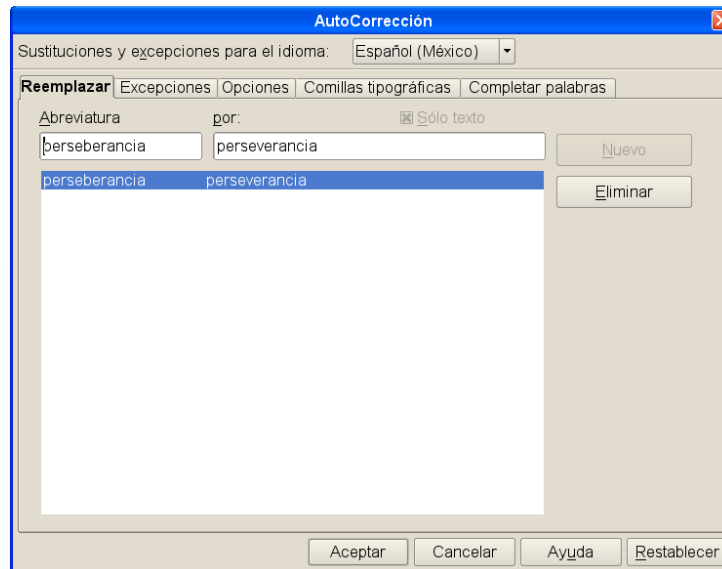 AutoCorrección
Sustituciones y excepciones para el idioma: Español (México)
Reemplazar Excepciones Opciones Comillas tipográficas Completar palabras
Abreviatura por: Sólo texto
perseberancia perseverancia Nuevo
perseberancia perseverancia
Eliminar
Aceptar Cancelar Ayuda Restablecer